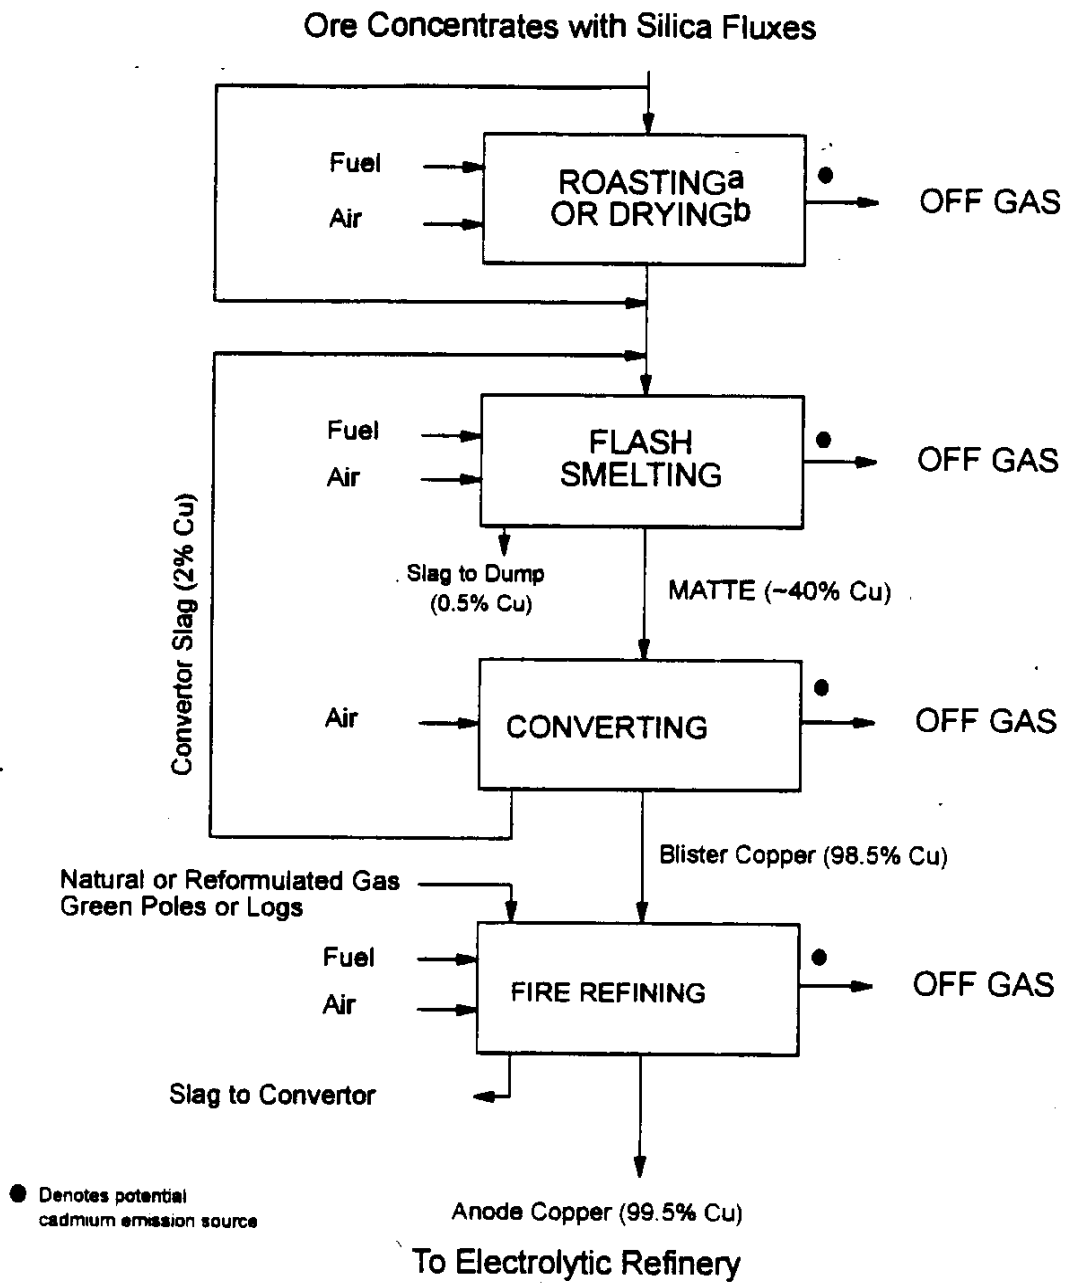 Ore Concentrates with Silica Fluxes
Fuel
Air
ROASTINGa
OR DRYINGb
OFF GAS
Fuel
Air
FLASH
SMELTING
OFF GAS
Slag to Dump
(0.5% Cu)
MATTE (~40% Cu)
Convertor Slag (2% Cu)
Air
CONVERTING
OFF GAS
Blister Copper (98.5% Cu)
Natural or Reformulated Gas
Green Poles or Logs
Fuel
Air
FIRE REFINING
OFF GAS
Slag to Convertor
Denotes potential
cadmium emission source
Anode Copper (99.5% Cu)
To Electrolytic Refinery